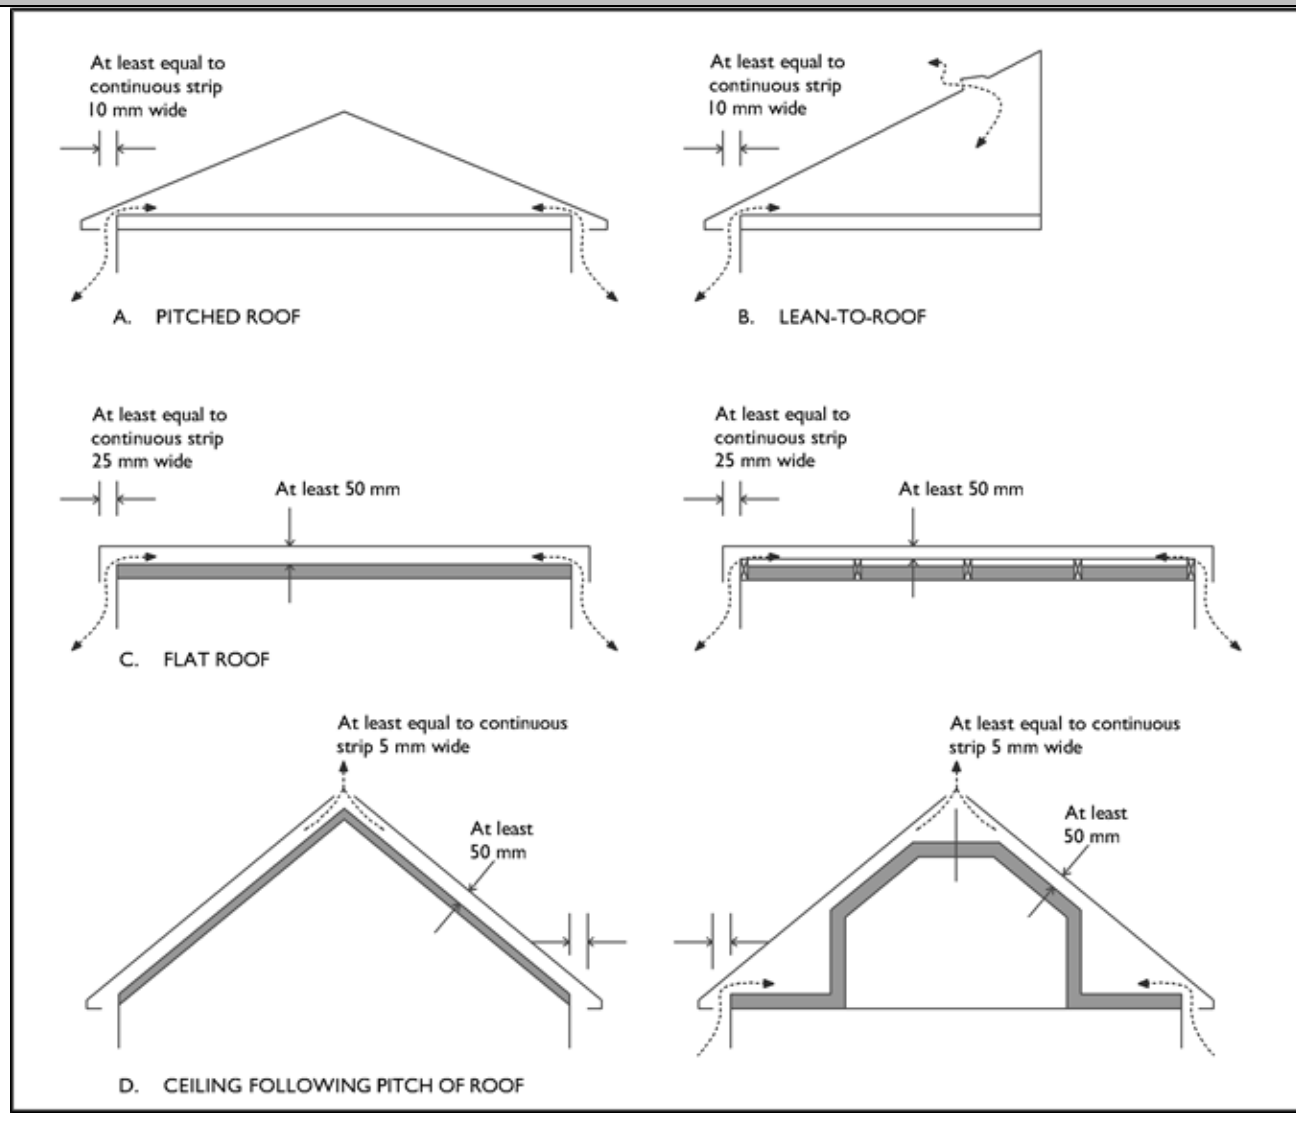 At least equal to
continuous strip
10 mm wide
At least equal to
continuous strip
10 mm wide
A. PITCHED ROOF
B. LEAN-TO-ROOF
At least equal to
continuous strip
25 mm wide
At least 50 mm
At least equal to
continuous strip
25 mm wide
At least 50 mm
C. FLAT ROOF
At least equal to continuous
strip 5 mm wide
At least
50 mm
At least equal to continuous
strip 5 mm wide
At least
50 mm
D. CEILING FOLLOWING PITCH OF ROOF